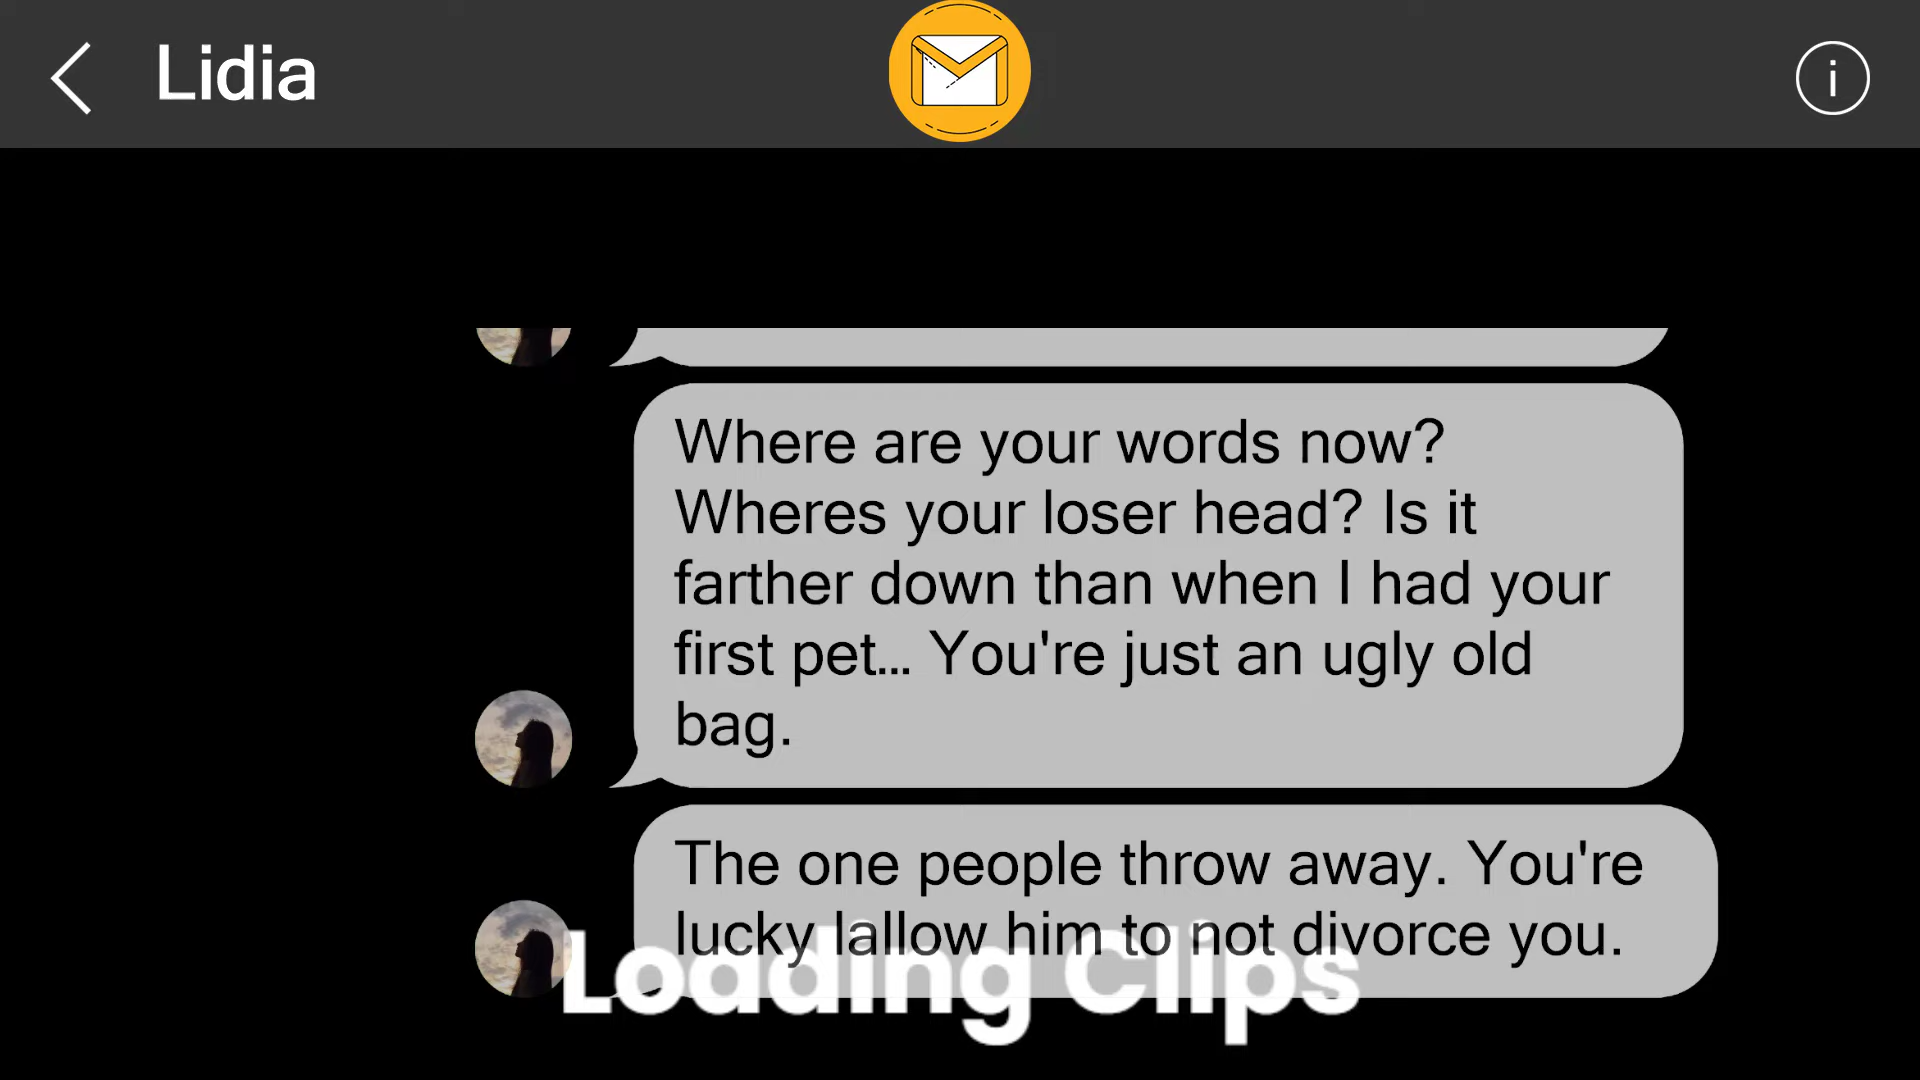 Lidia
i
Where are your words now?
Wheres your loser head? Is it
farther down than when I had your
first pet... You're just an ugly old
bag.
The one people throw away. You're
lucky Iallow him to not divorce you.
Loading Clips